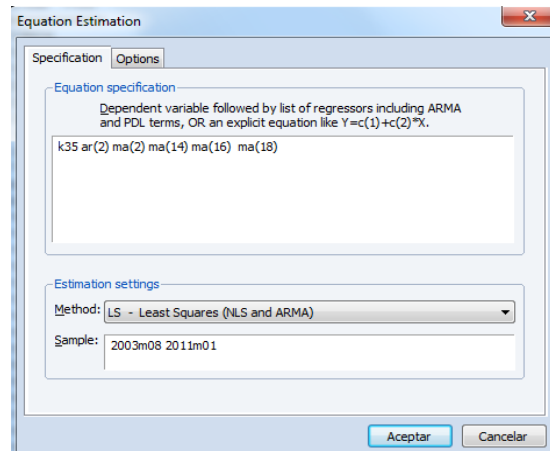 Equation Estimation
Specification Options
Equation specification
Dependent variable followed by list of regressors including ARMA
and PDL terms, OR an explicit equation like Y=c(1)+c(2)*X.
k35 ar(2) ma(2) ma(14) ma(16) ma(18)
Estimation settings
Method: LS - Least Squares (NLS and ARMA)
Sample: 2003m08 2011m01
Aceptar Cancelar